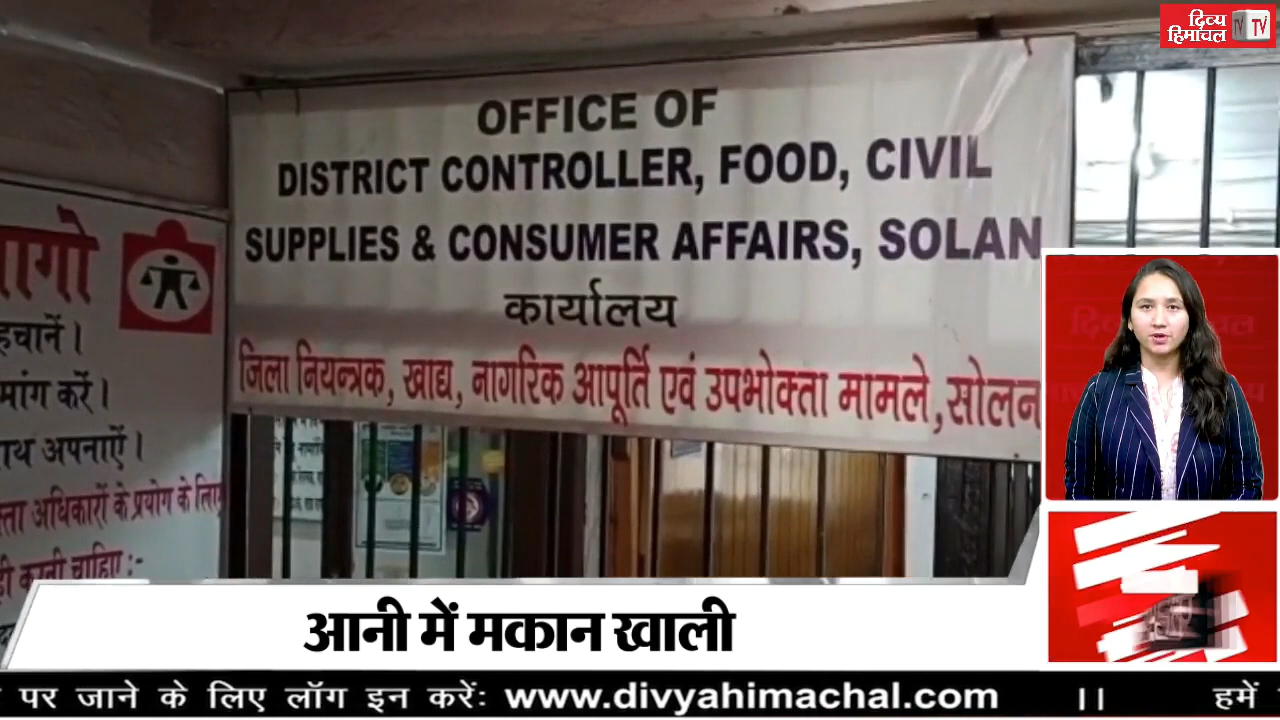 दिव्य
हिमाचल
TV TV
OFFICE OF
DISTRICT CONTROLLER, FOOD, CIVIL
SUPPLIES & CONSUMER AFFAIRS, SOLAN
कार्यालय
जिला नियन्त्रक, खाद्य, नागरिक आपूर्ति एवं उपभोक्ता मामले, सोलन
मांग करें।
अपनाऐं।
अधिकारों के प्रयोग के लिए
चाहिए :-
आनी में मकान खाली
पर जाने के लिए लॉग इन करें: www.divyahimachal.com || हमें